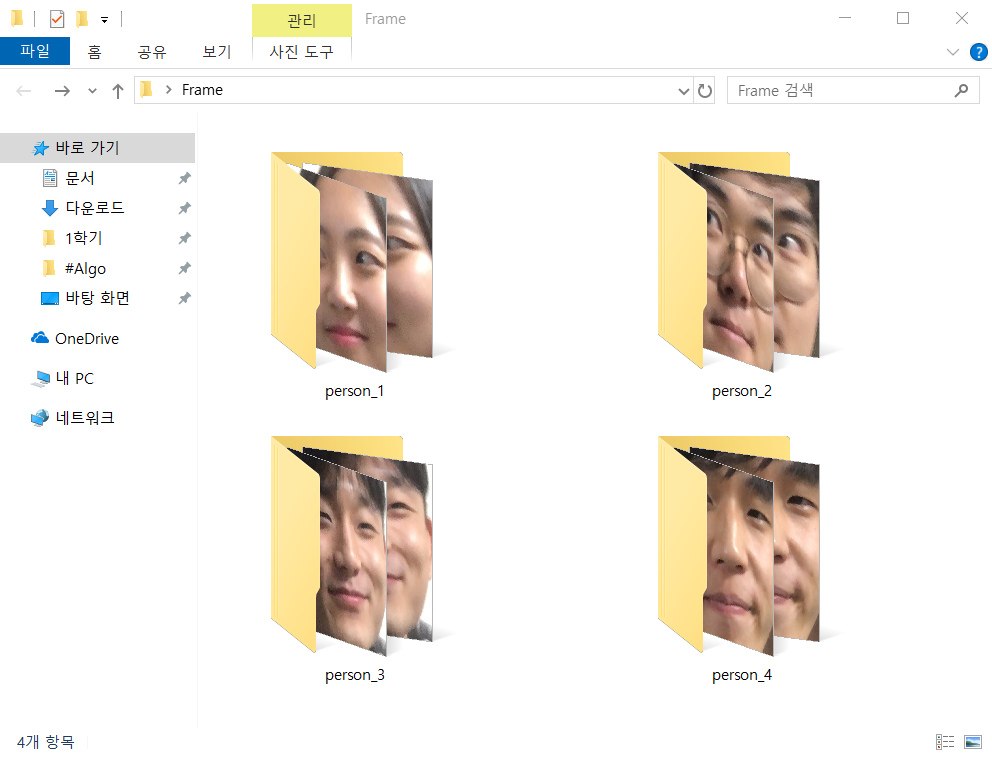 관리
Frame
파일
홈
공유
보기
사진 도구
?
Frame
Frame 검색
바로 가기
문서
다운로드
1학기
#Algo
바탕 화면
OneDrive
내 PC
네트워크
person_1
person_2
person_3
person_4
4개 항목